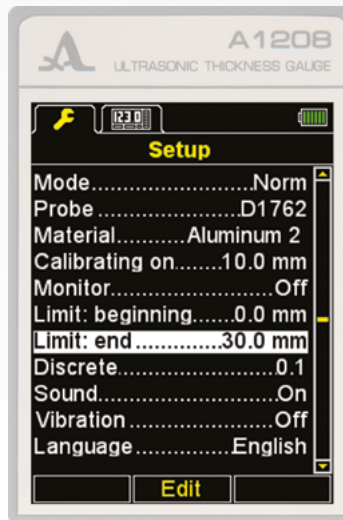 A1208
ULTRASONIC THICKNESS GAUGE
123.0
Setup
Mode..........................Norm
Probe.......................D1762
Material..........Aluminum 2
Calibrating on.......10.0 mm
Monitor..........................Off
Limit: beginning......0.0 mm
Limit: end..............30.0 mm
Discrete..........................0.1
Sound............................On
Vibration........................Off
Language...............English
Edit